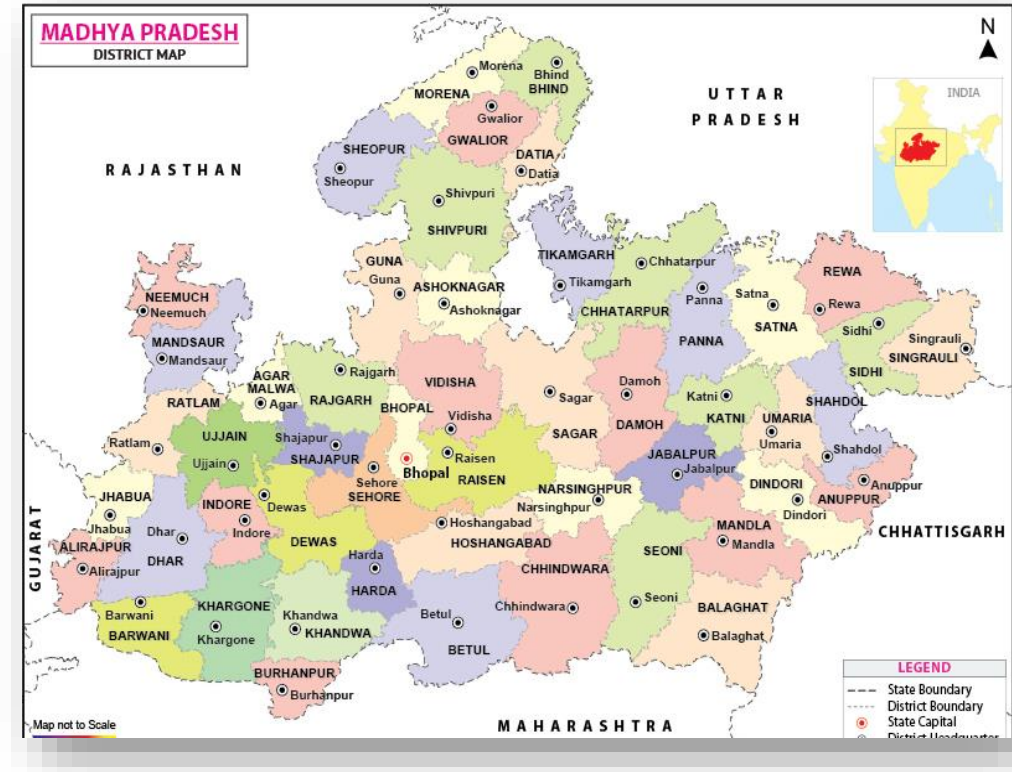 MADHYA PRADESH
DISTRICT MAP
N
INDIA
UTTAR
PRADESH
RAJASTHAN
GUJARAT
CHHATTISGARH
MAHARASHTRA
Morena
MORENA
Bhind
BHIND
Gwalior
GWALIOR
SHEOPUR
Sheopur
DATIA
Datia
Shivpuri
SHIVPURI
GUNA
Guna
ASHOKNAGAR
Ashoknagar
TIKAMGARH
Tikamgarh
Chhatarpur
CHHATARPUR
Panna
PANNA
Satna
SATNA
REWA
Rewa
Sidhi
SIDHI
Singrauli
SINGRAULI
NEEMUCH
Neemuch
MANDSAUR
Mandsaur
RATLAM
Ratlam
AGAR
MALWA
Agar
Rajgarh
RAJGARH
UJJAIN
Ujjain
Shajapur
SHAJAPUR
BHOPAL
Bhopal
VIDISHA
Vidisha
Raisen
RAISEN
Sehore
SEHORE
Sagar
SAGAR
Damoh
DAMOH
Katni
KATNI
UMARIA
Umaria
SHAHDOL
Shahdol
JABALPUR
Jabalpur
DINDORI
Dindori
Anuppur
ANUPPUR
NARSINGHPUR
Narsinghpur
MANDLA
Mandla
JHABUA
Jhabua
ALIRAJPUR
Alirajpur
Dhar
DHAR
INDORE
Indore
Dewas
DEWAS
Hoshangabad
HOSHANGABAD
Harda
HARDA
Betul
BETUL
CHHINDWARA
Chhindwara
SEONI
Seoni
BALAGHAT
Balaghat
Barwani
BARWANI
KHARGONE
Khargone
Khandwa
KHANDWA
BURHANPUR
Burhanpur
Map not to Scale
LEGEND
State Boundary
District Boundary
State Capital
District Headquarter